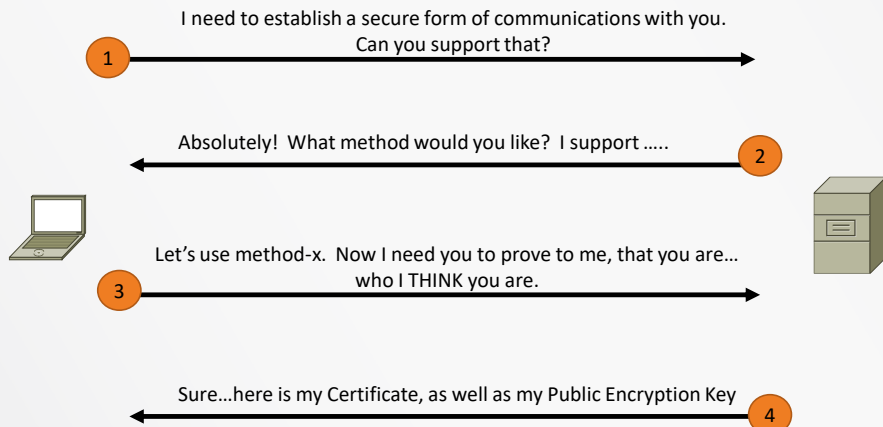 I need to establish a secure form of communications with you.
Can you support that?
1
Absolutely!  What method would you like?  I support …..
2
Let’s use method-x.  Now I need you to prove to me, that you are…
who I THINK you are.
3
Sure…here is my Certificate, as well as my Public Encryption Key
4